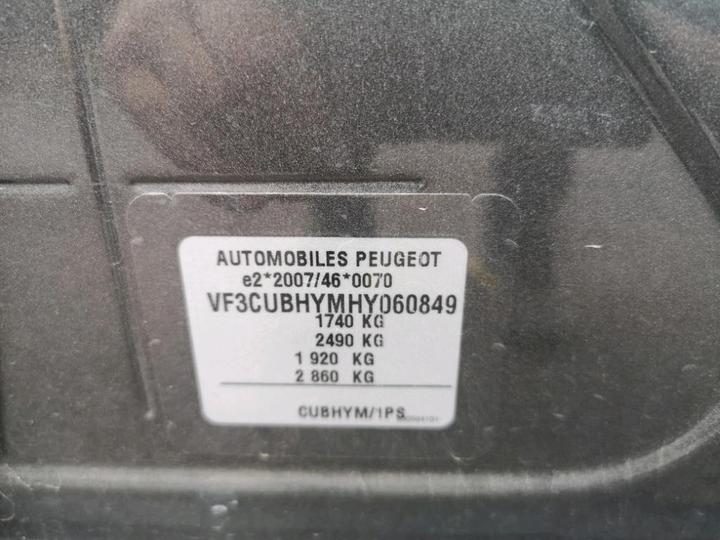 AUTOMOBILES PEUGEOT
e2*2007/46*0070
VF3CUBHYMHY060849
1740 KG
2490 KG
1 920 KG
2 860 KG
CUBHYM/1PS